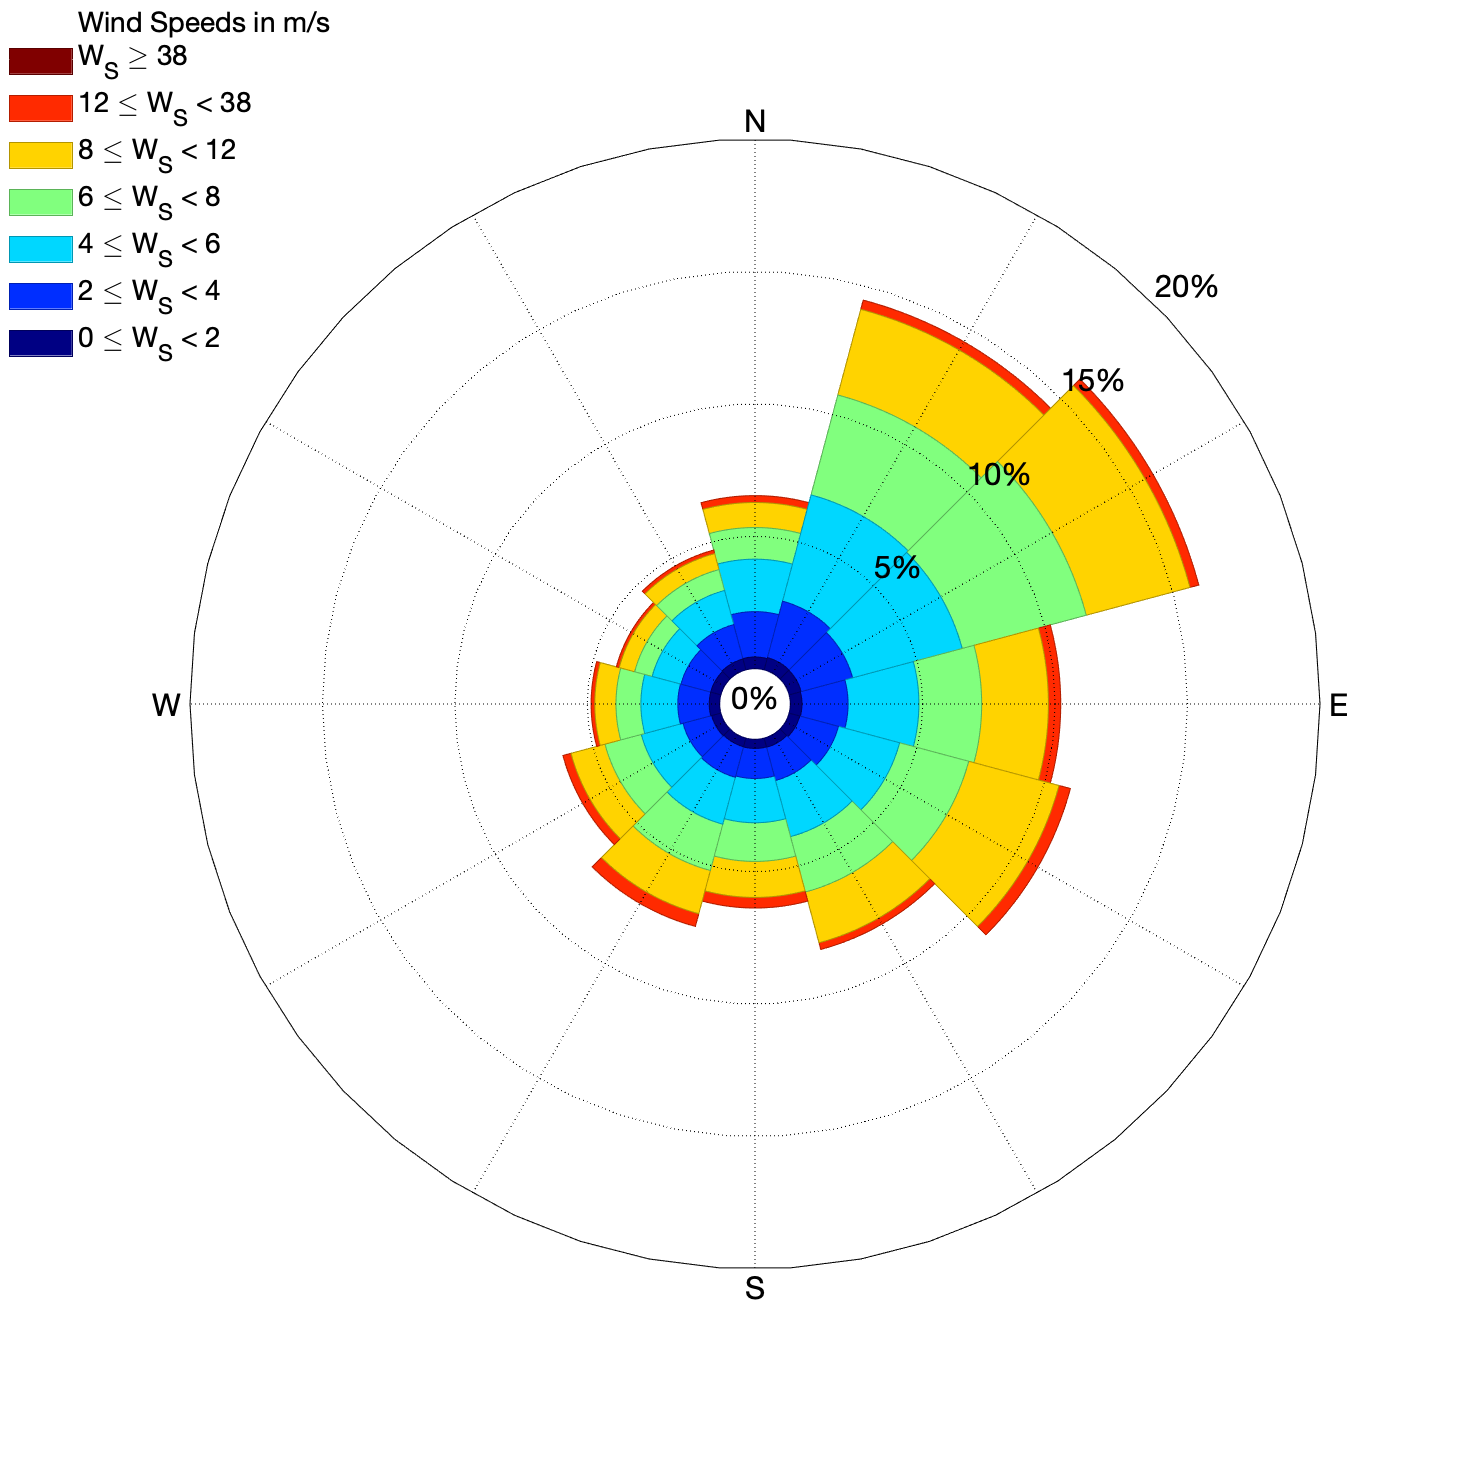 Wind Speeds in m/s
W_S ≥ 38
12 ≤ W_S < 38
8 ≤ W_S < 12
6 ≤ W_S < 8
4 ≤ W_S < 6
2 ≤ W_S < 4
0 ≤ W_S < 2
N
20%
15%
10%
5%
0%
W
E
S